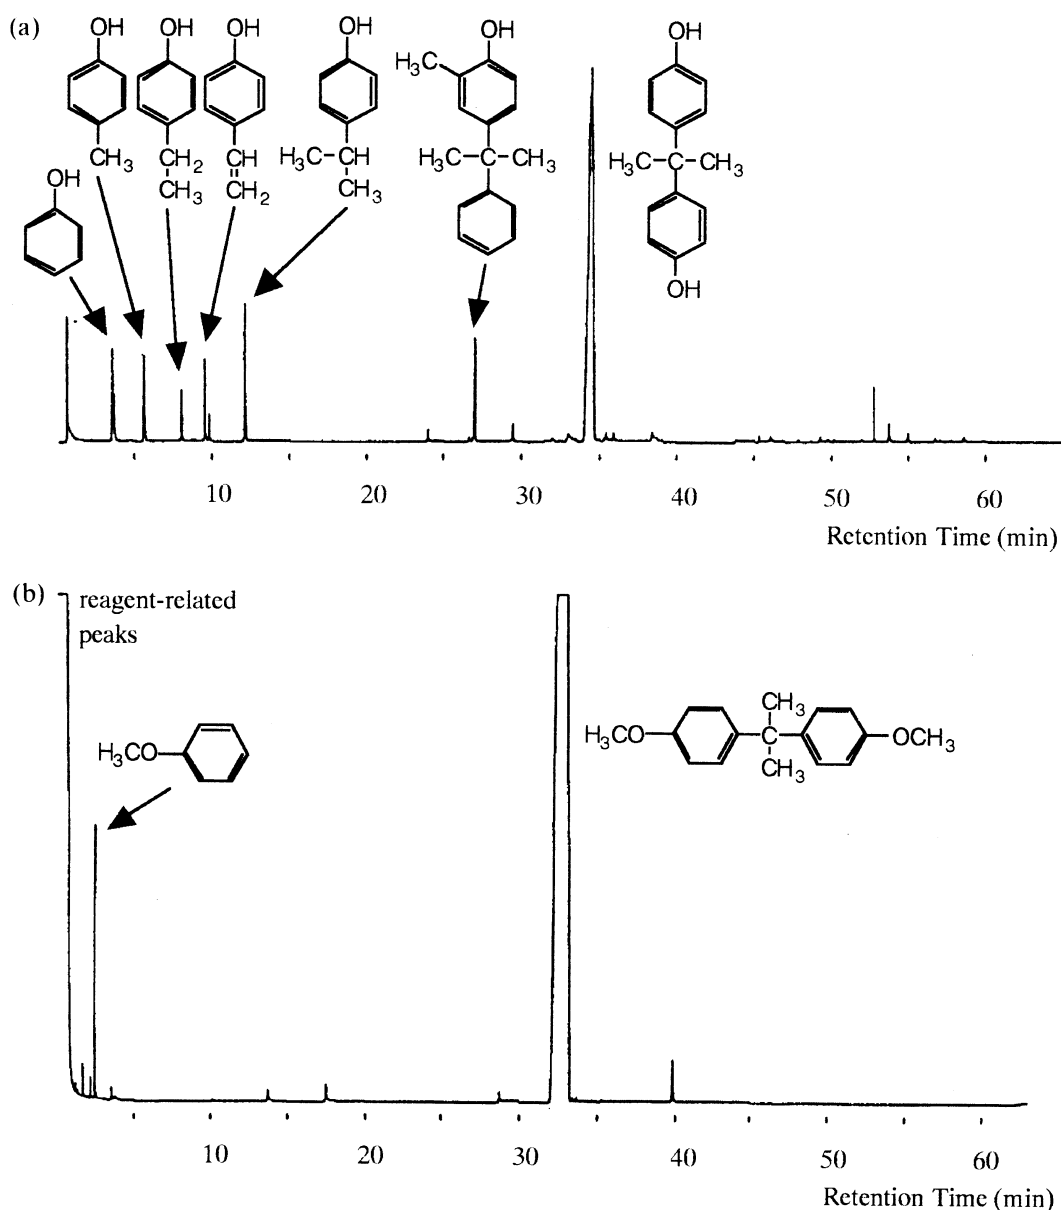 (a)
OH
OH
OH
OH
OH
OH
H₃C
CH₃
CH₂
CH₃
CH
CH₂
H₃C-CH
CH₃
H₃C-C-CH₃
H₃C-C-CH₃
OH
OH
10
20
30
40
50
60
Retention Time (min)
(b)
reagent-related
peaks
H₃CO
CH₃
H₃CO
C
OCH₃
CH₃
10
20
30
40
50
60
Retention Time (min)